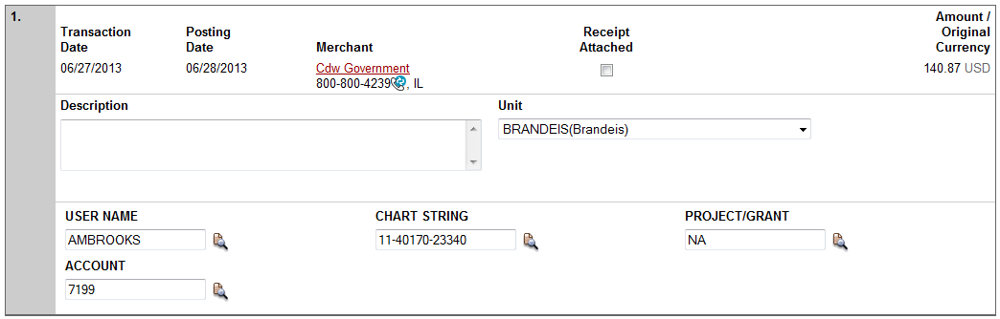 1.
Transaction Date
Posting Date
Merchant
Receipt Attached
Amount / Original Currency
06/27/2013
06/28/2013
Cdw Government
140.87 USD
800-800-4239, IL
Description
Unit
BRANDEIS(Brandeis)
USER NAME
CHART STRING
PROJECT/GRANT
AMBROOKS
11-40170-23340
NA
ACCOUNT
7199